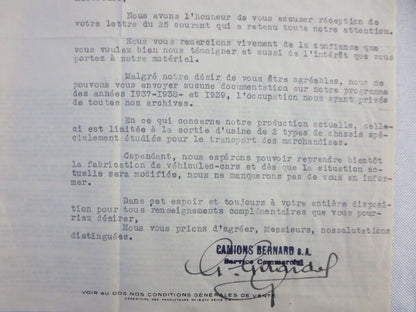 Nous avons l'honneur de vous accuser réception de
votre lettre du 25 courant qui a retenu toute notre attention.
Nous vous remercions vivement de la confiance que
vous voulez bien nous témoigner et aussi de l'intérêt que vous
portez à notre matériel.
Malgré notre désir de vous être agréables, nous ne
pouvons vous envoyer aucune documentation sur notre programme
des années I937-I938- et I939, l'occupation nous ayant privés
de toutes nos archives.
En ce qui concerne notre production actuelle, celle-
ci est limitée à la sortie d'usine de 2 types de chassis spé-
cialement étudiés pour le transport des marchandises.
Cependant, nous espérons pouvoir reprendre bientôt
la fabrication de véhicules-cars et dès que la situation ac-
tuelle sera modifiée, nous ne manquerons pas de vous en infor-
mer.
Dans cet espoir et toujours à votre entière disposi-
tion pour tous renseignements complémentaires que vous pour-
riez désirer,
Nous vous prions d'agréer, Messieurs, nossalutations
distinguées.
CAMIONS BERNARD S.A.
Service Commercial
VOIR AU DOS NOS CONDITIONS GÉNÉRALES DE VENTE